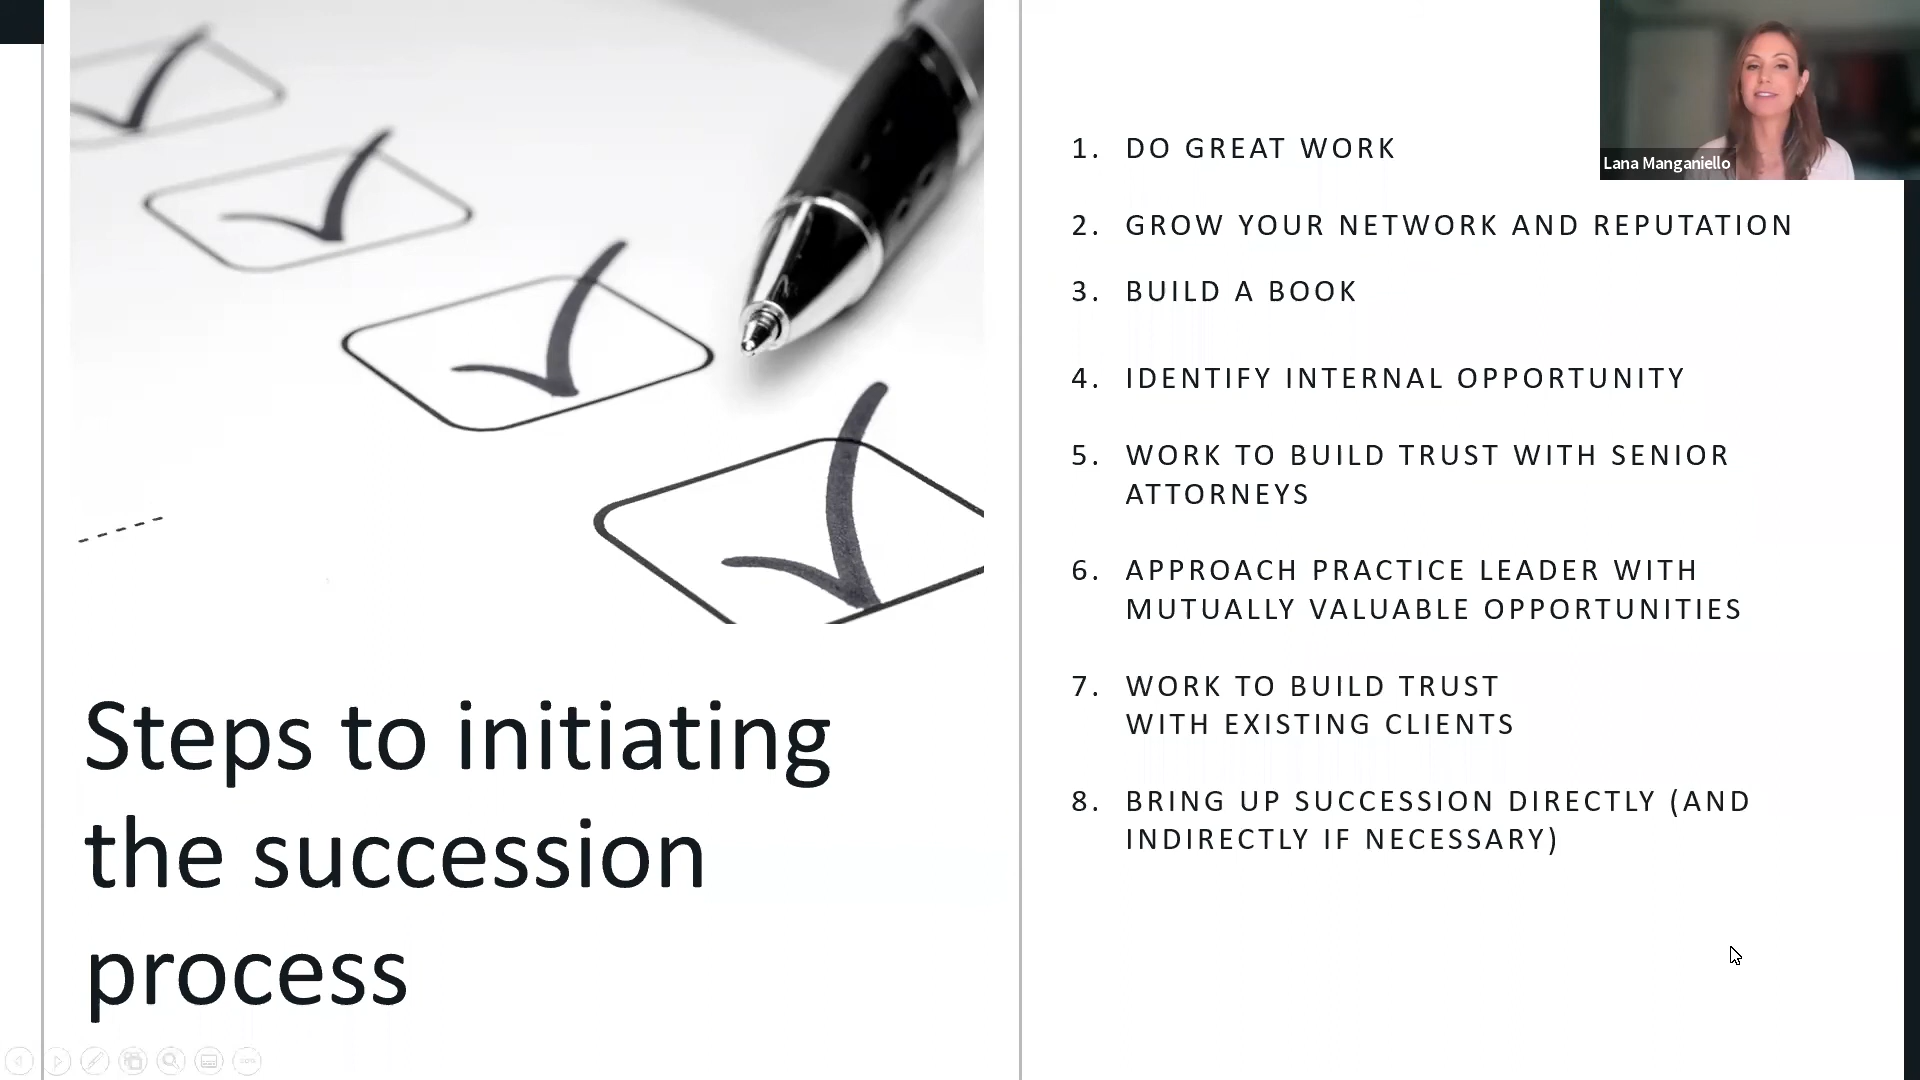 Lana Manganiello
1. DO GREAT WORK
2. GROW YOUR NETWORK AND REPUTATION
3. BUILD A BOOK
4. IDENTIFY INTERNAL OPPORTUNITY
5. WORK TO BUILD TRUST WITH SENIOR
ATTORNEYS
6. APPROACH PRACTICE LEADER WITH
MUTUALLY VALUABLE OPPORTUNITIES
7. WORK TO BUILD TRUST
WITH EXISTING CLIENTS
8. BRING UP SUCCESSION DIRECTLY (AND
INDIRECTLY IF NECESSARY)
Steps to initiating
the succession
process